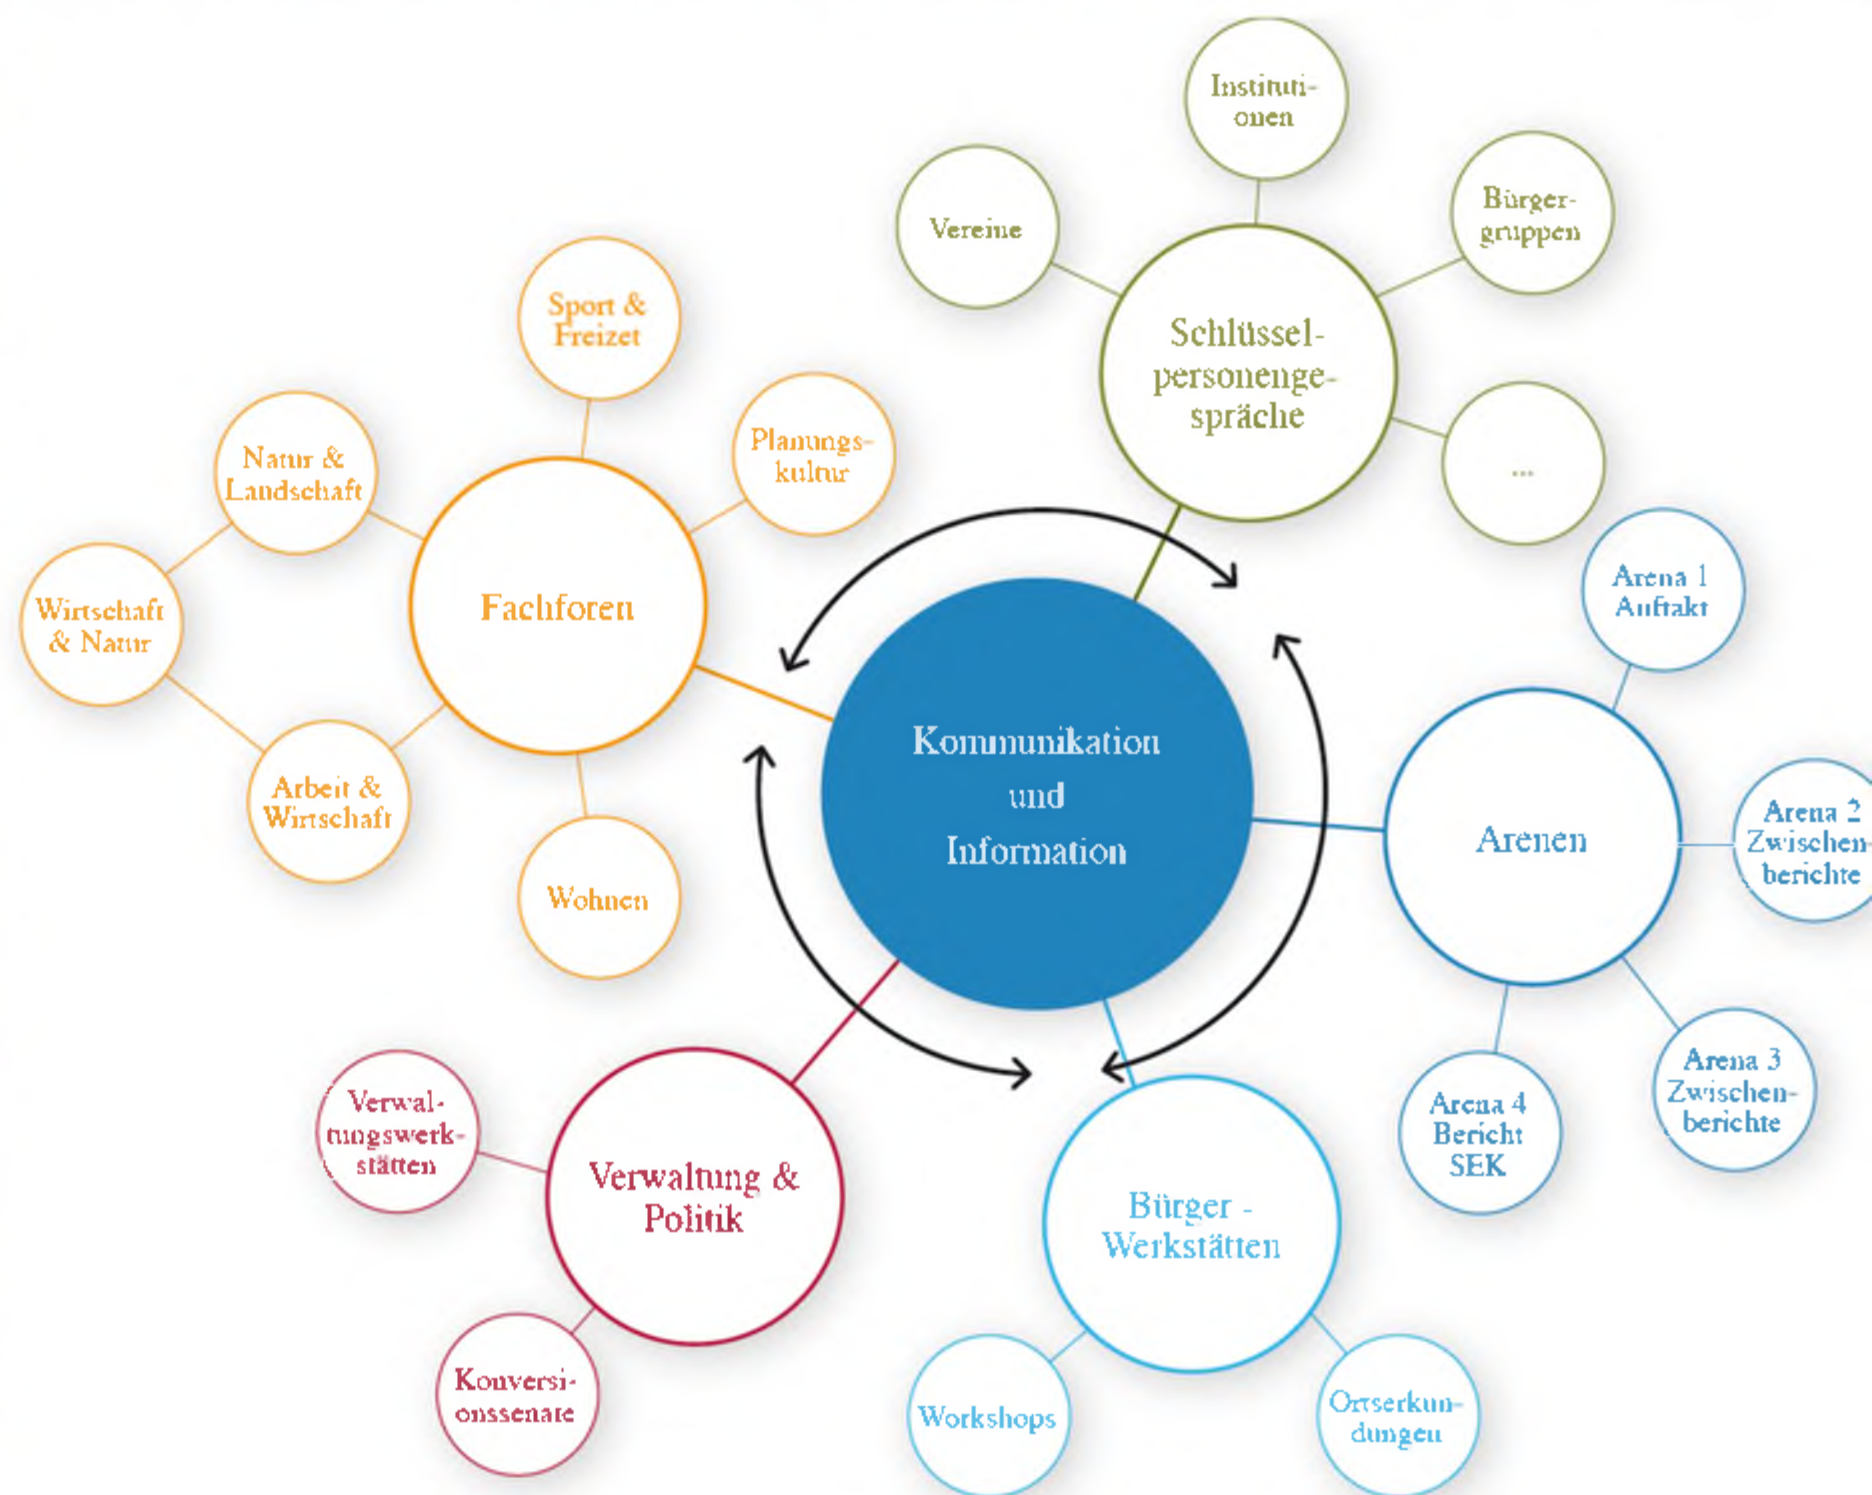 Instituti-
onen
Bürger-
gruppen
Vereine
Schlüssel-
personenge-
spräche
...
Sport &
Freizet
Planungs-
kultur
Natur &
Landschaft
Wirtschaft
& Natur
Fachforen
Arbeit &
Wirtschaft
Wohnen
Kommunikation
und
Information
Arena 1
Auftakt
Arenen
Arena 2
Zwischen-
berichte
Arena 3
Zwischen-
berichte
Arena 4
Bericht
SEK
Verwal-
tungswerk-
stätten
Verwaltung &
Politik
Konversi-
onssenate
Bürger -
Werkstätten
Workshops
Ortserkun-
dungen